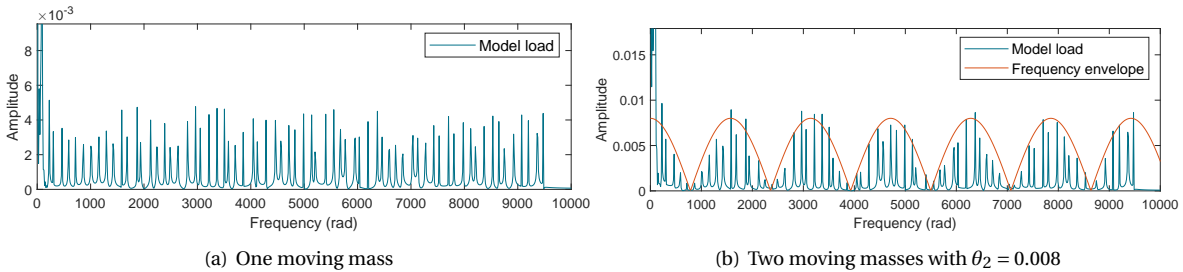 ×10⁻³
8
6
4
2
0
Amplitude
0 1000 2000 3000 4000 5000 6000 7000 8000 9000 10000
Frequency (rad)
Model load
(a) One moving mass
0.015
0.01
0.005
0
Amplitude
0 1000 2000 3000 4000 5000 6000 7000 8000 9000 10000
Frequency (rad)
Model load
Frequency envelope
(b) Two moving masses with θ₂ = 0.008